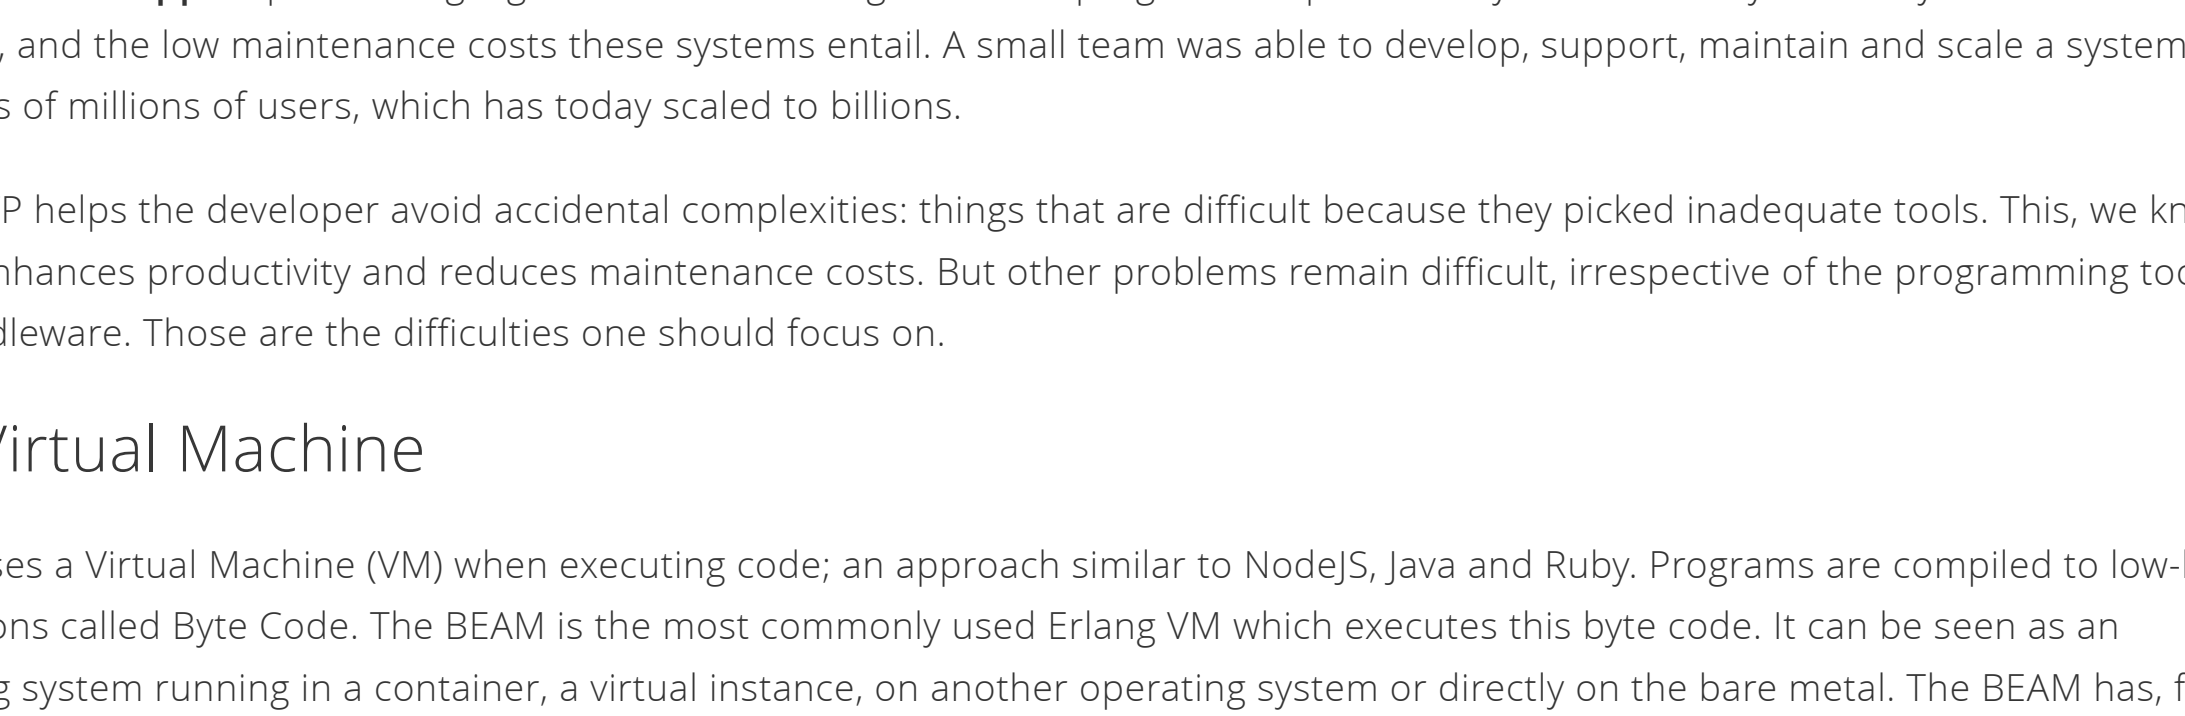 , and the low maintenance costs these systems entail. A small team was able to develop, support, maintain and scale a system
s of millions of users, which has today scaled to billions.
P helps the developer avoid accidental complexities: things that are difficult because they picked inadequate tools. This, we kn
nhances productivity and reduces maintenance costs. But other problems remain difficult, irrespective of the programming too
dleware. Those are the difficulties one should focus on.
Virtual Machine
ses a Virtual Machine (VM) when executing code; an approach similar to NodeJS, Java and Ruby. Programs are compiled to low-l
ons called Byte Code. The BEAM is the most commonly used Erlang VM which executes this byte code. It can be seen as an
g system running in a container, a virtual instance, on another operating system or directly on the bare metal. The BEAM has, f